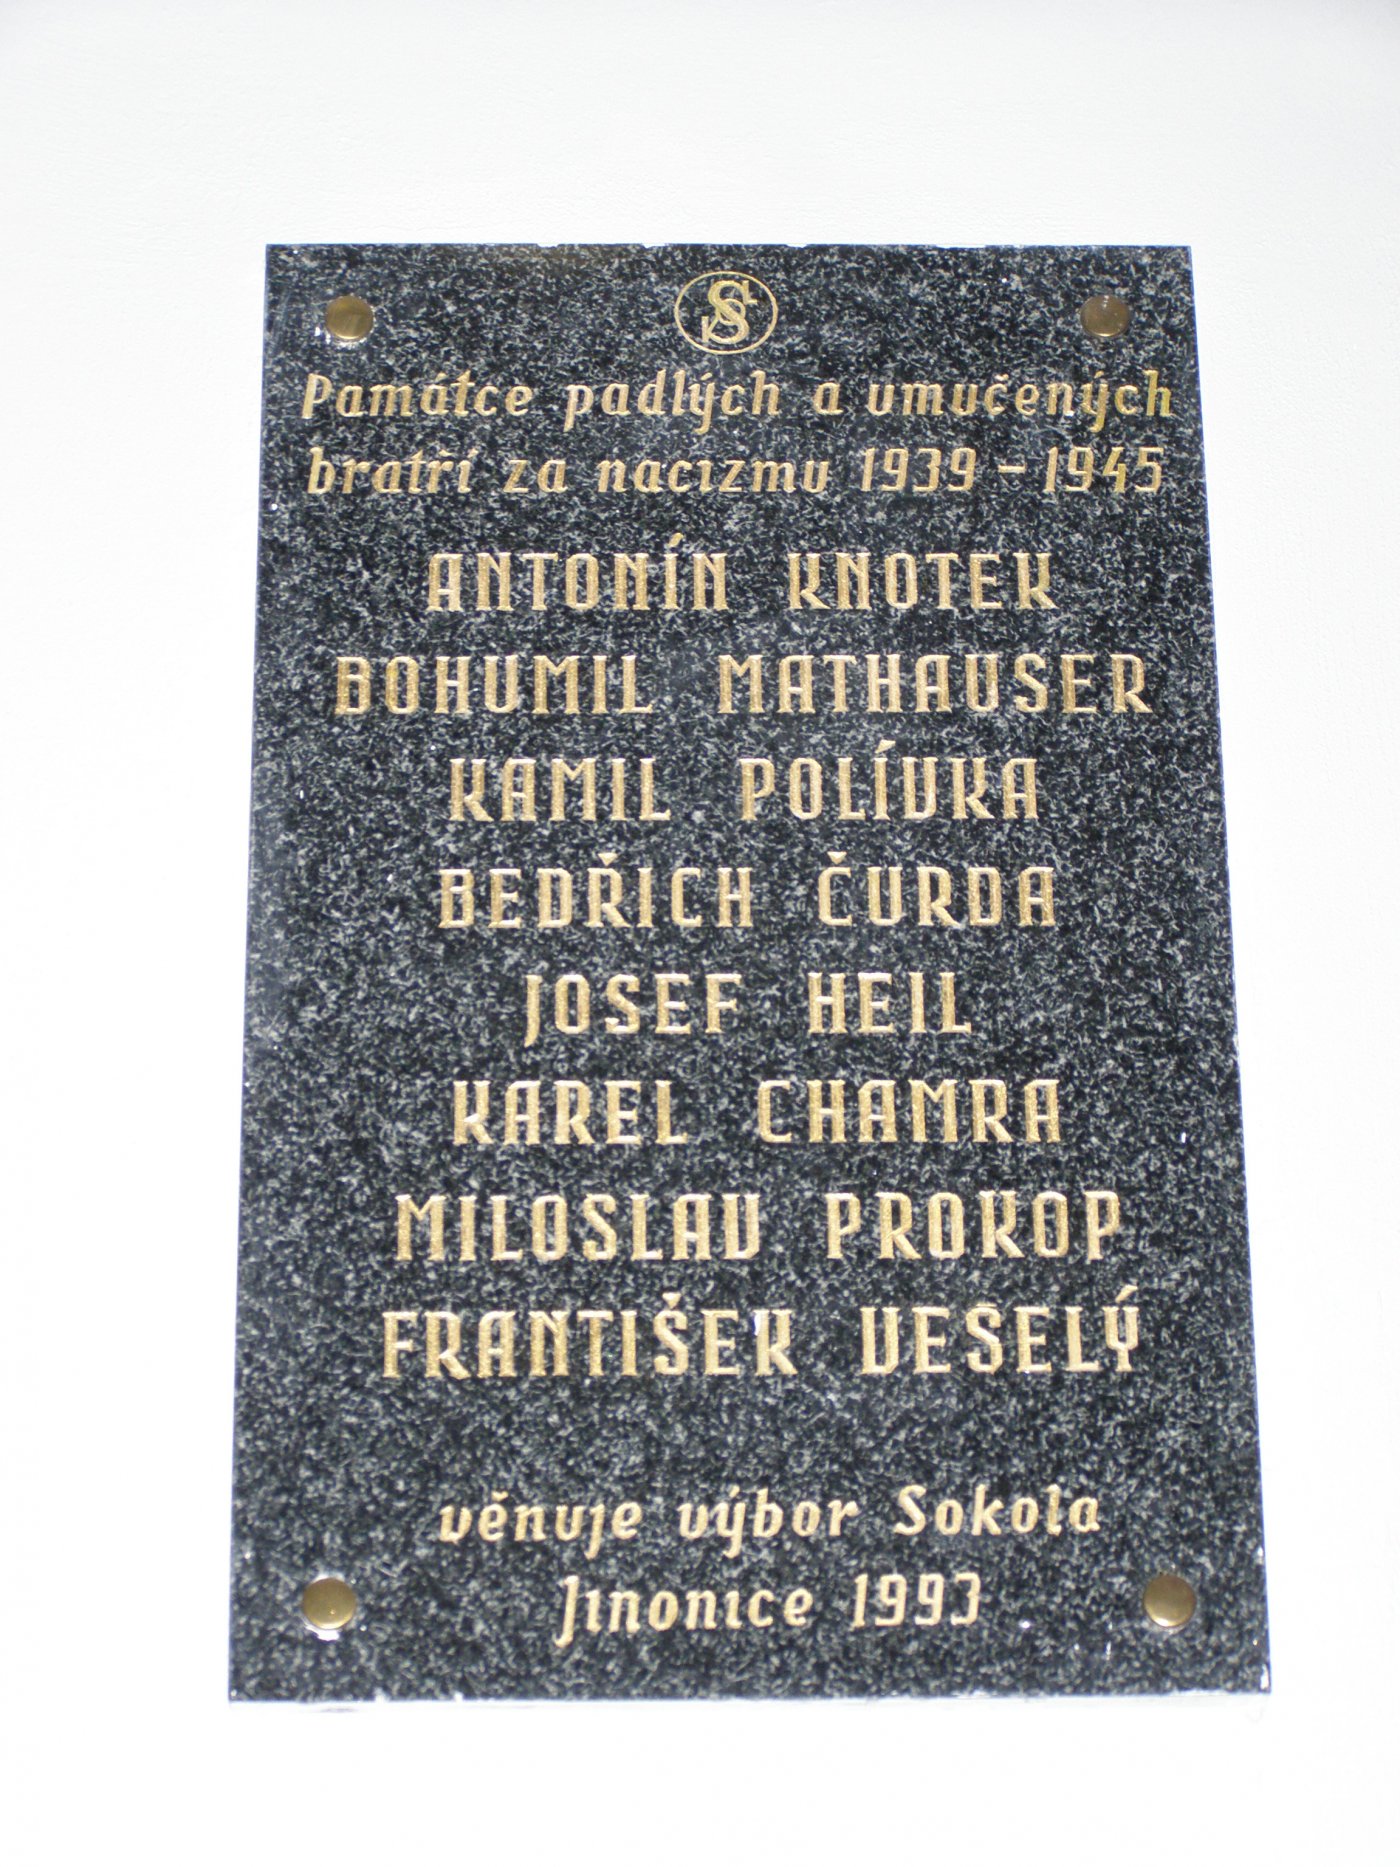 SOKOL
Památce padlých a umučených
bratří za nacizmu 1939 – 1945
ANTONÍN KNOTEK
BOHUMIL MATHAUSER
KAMIL POLÍVKA
BEDŘICH ČURDA
JOSEF HEIL
KAREL CHAMRA
MILOSLAV PROKOP
FRANTIŠEK VESELÝ
věnuje výbor Sokola
Jinonice 1993